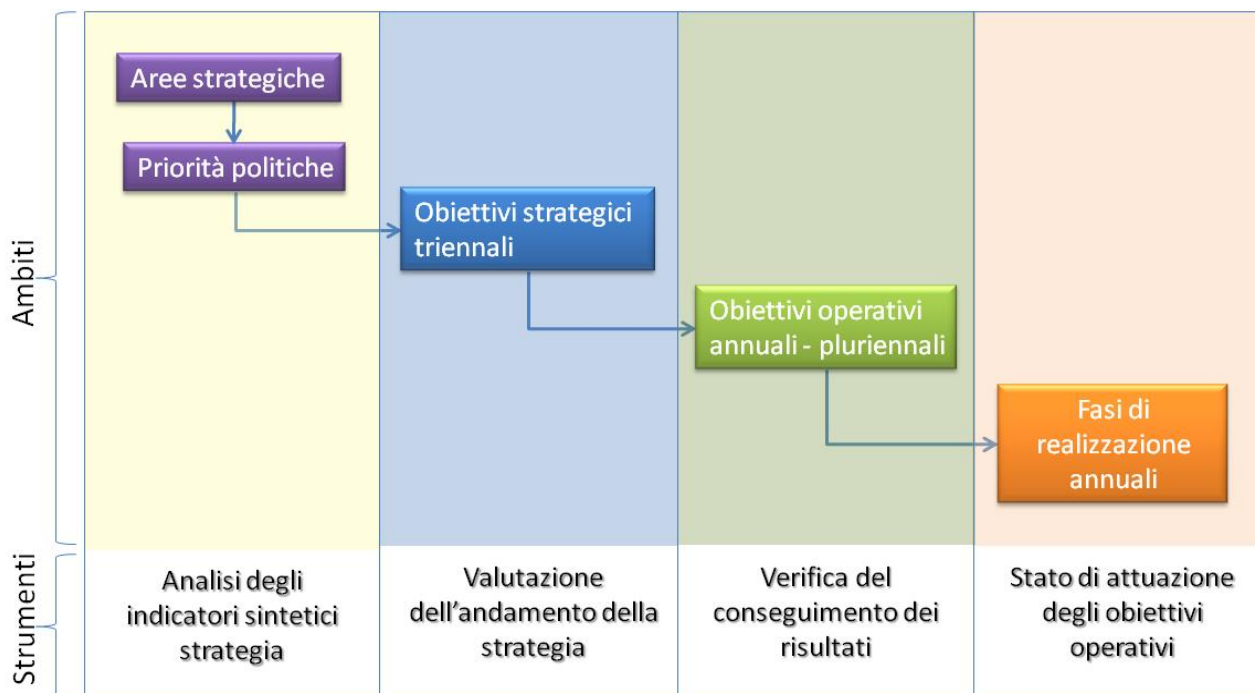 Ambiti
Aree strategiche
Priorità politiche
Obiettivi strategici
triennali
Obiettivi operativi
annuali - pluriennali
Fasi di
realizzazione
annuali
Strumenti
Analisi degli
indicatori sintetici
strategia
Valutazione
dell'andamento della
strategia
Verifica del
conseguimento dei
risultati
Stato di attuazione
degli obiettivi
operativi